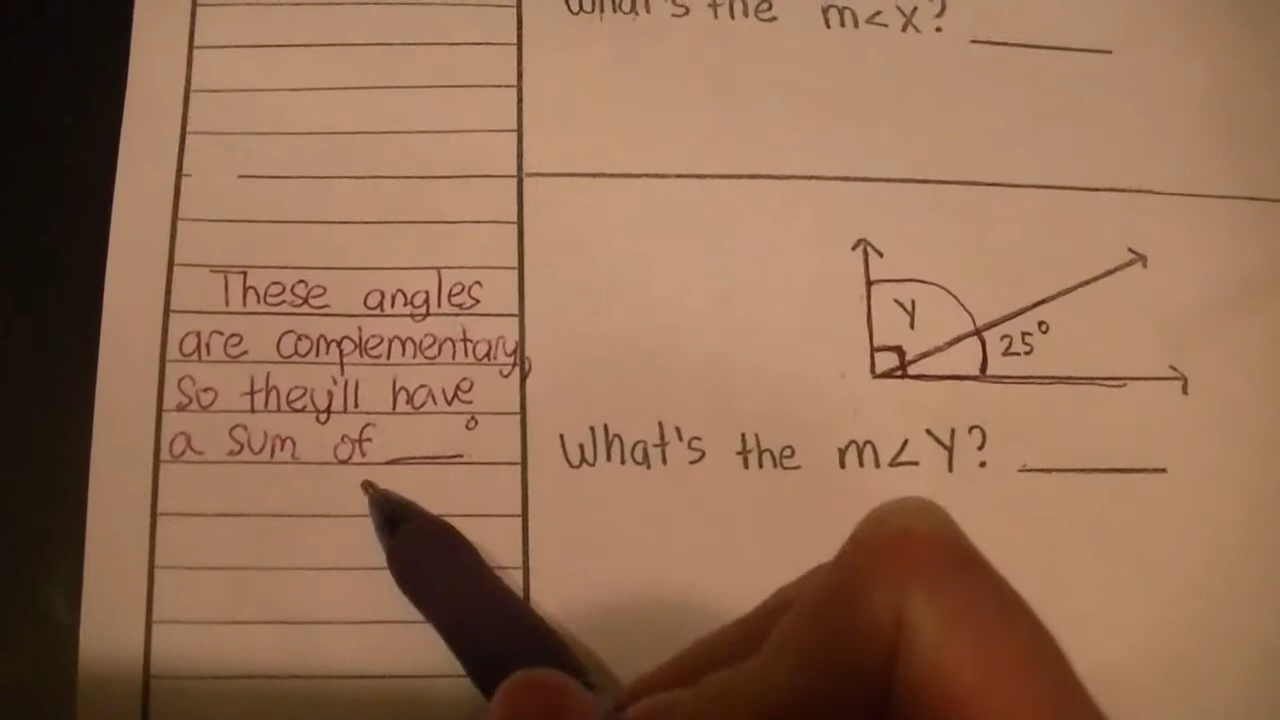 What's the m<X? ____
These angles
are complementary,
so they'll have
a sum of ____°
Y
25°
What's the m<Y? ____